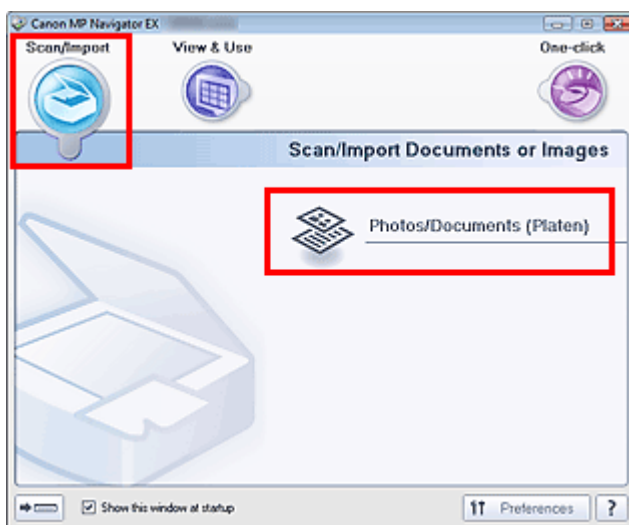 Canon MP Navigator EX
Scan/Import
View & Use
One-click
Scan/Import Documents or Images
Photos/Documents (Platen)
Show this window at startup
Preferences
?